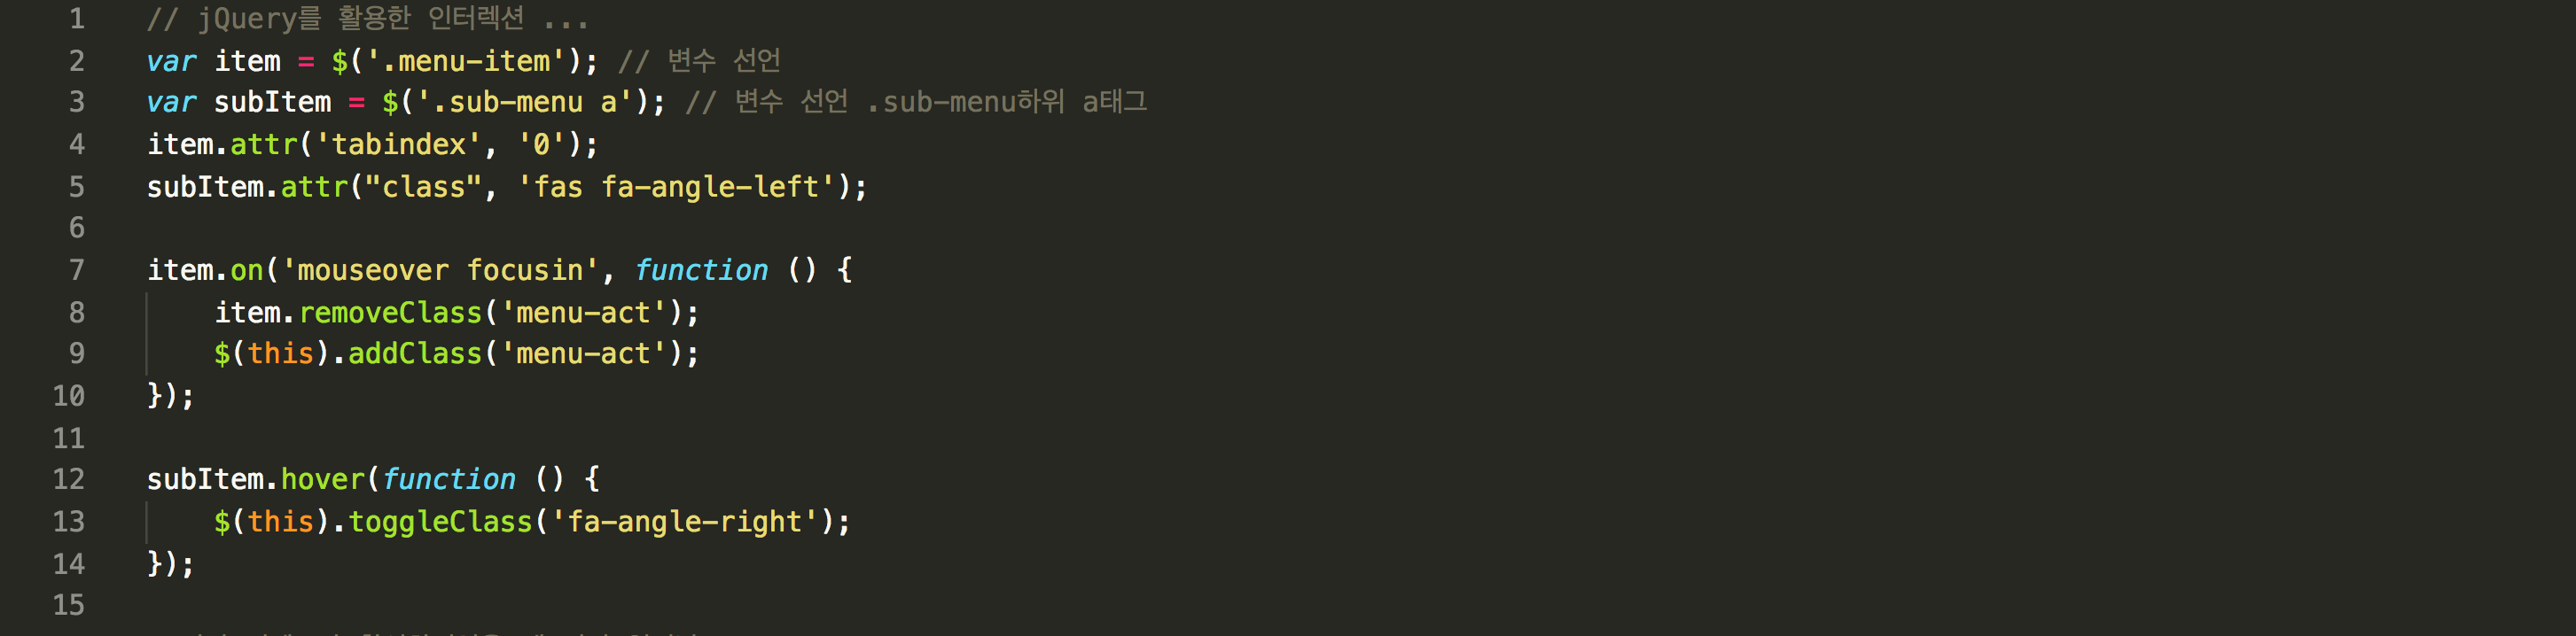 1 // jQuery를 활용한 인터렉션 ...
2 var item = $('.menu-item'); // 변수 선언
3 var subItem = $('.sub-menu a'); // 변수 선언 .sub-menu하위 a태그
4 item.attr('tabindex', '0');
5 subItem.attr("class", 'fas fa-angle-left');
6
7 item.on('mouseover focusin', function () {
8 item.removeClass('menu-act');
9 $(this).addClass('menu-act');
10 });
11
12 subItem.hover(function () {
13 $(this).toggleClass('fa-angle-right');
14 });
15